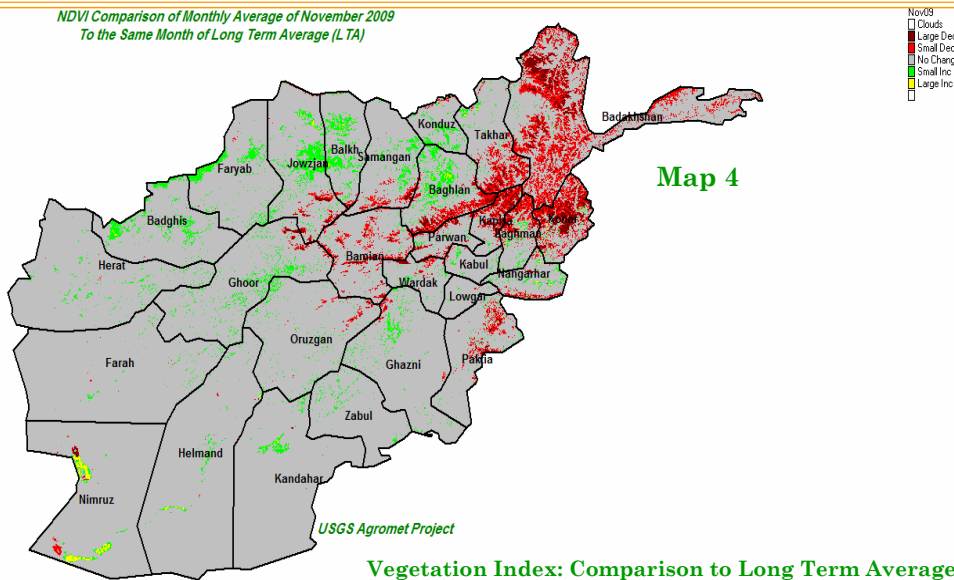 NDVI Comparison of Monthly Average of November 2009
To the Same Month of Long Term Average (LTA)
Nov09
Clouds
Large Dec
Small Dec
No Chang
Small Inc
Large Inc
Map 4
Badakhshan
Konduz
Takhar
Balkh
Jowzjan
Samangan
Faryab
Baghlan
Badghis
Kapisa
Konar
Laghman
Parwan
Bamian
Herat
Kabul
Nangarhar
Ghoor
Wardak
Lowgar
Oruzgan
Paktia
Farah
Ghazni
Zabul
Helmand
Kandahar
Nimruz
USGS Agromet Project
Vegetation Index: Comparison to Long Term Average